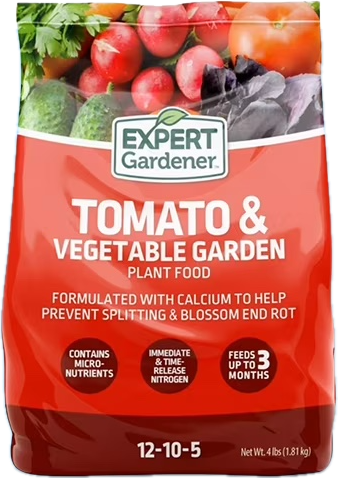 EXPERT
Gardener
TOMATO &
VEGETABLE GARDEN
PLANT FOOD
FORMULATED WITH CALCIUM TO HELP
PREVENT SPLITTING & BLOSSOM END ROT
CONTAINS
MICRO-
NUTRIENTS
IMMEDIATE
& TIME-
RELEASE
NITROGEN
FEEDS
UP TO 3
MONTHS
12-10-5
Net Wt. 4 lbs (1.81 kg)